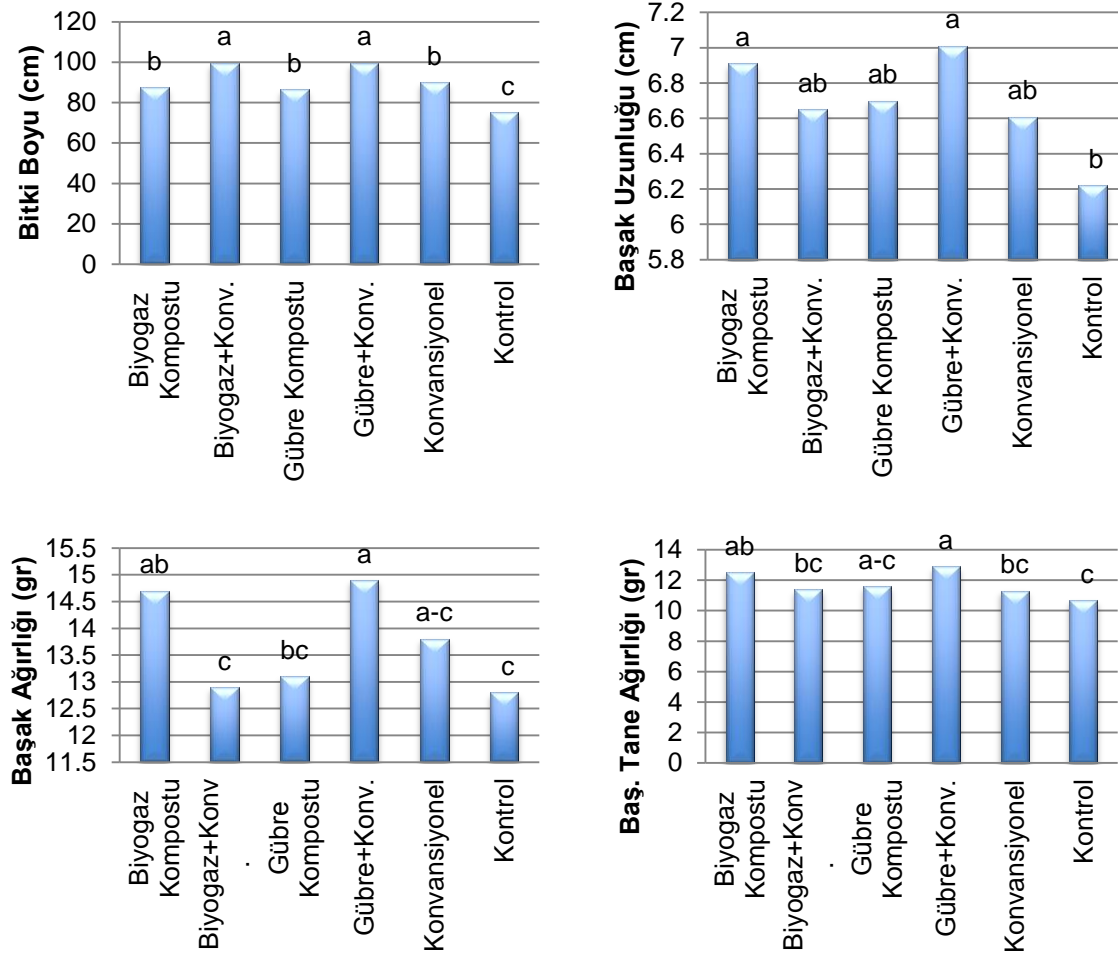 Bitki Boyu (cm)
120
100
80
60
40
20
0
b
a
b
a
b
c
Biyogaz
Kompostu
Biyogaz+Konv.
Gübre Kompostu
Gübre+Konv.
Konvansiyonel
Kontrol
Başak Uzunluğu (cm)
7.2
7
6.8
6.6
6.4
6.2
6
5.8
a
ab
ab
a
ab
b
Biyogaz
Kompostu
Biyogaz+Konv.
Gübre Kompostu
Gübre+Konv.
Konvansiyonel
Kontrol
Başak Ağırlığı (gr)
15.5
15
14.5
14
13.5
13
12.5
12
11.5
ab
c
bc
a
a-c
c
Biyogaz
Kompostu
Biyogaz+Konv
.
Gübre
Kompostu
Gübre+Konv.
Konvansiyonel
Kontrol
Baş. Tane Ağırlığı (gr)
14
12
10
8
6
4
2
0
ab
bc
a-c
a
bc
c
Biyogaz
Kompostu
Biyogaz+Konv
.
Gübre
Kompostu
Gübre+Konv.
Konvansiyonel
Kontrol